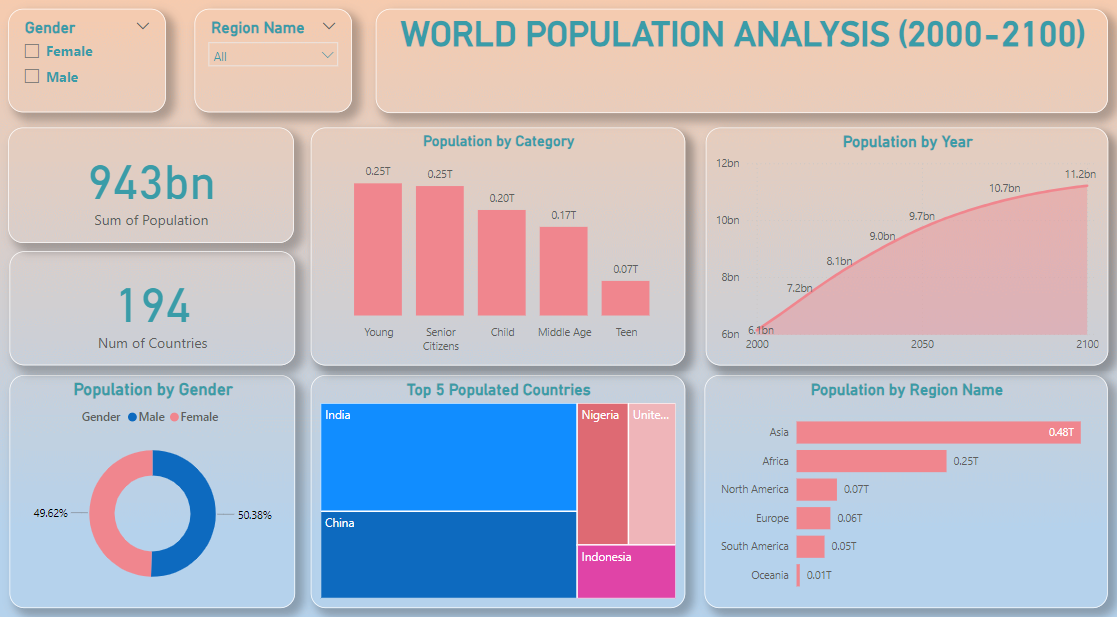 Gender
Female
Male
Region Name
All
WORLD POPULATION ANALYSIS (2000-2100)
943bn
Sum of Population
194
Num of Countries
Population by Category
0.25T
0.25T
0.20T
0.17T
0.07T
Young
Senior
Citizens
Child
Middle Age
Teen
Population by Year
12bn
10bn
8bn
6bn
6.1bn
7.2bn
8.1bn
9.0bn
9.7bn
10.7bn
11.2bn
2000
2050
2100
Population by Gender
Gender Male Female
49.62%
50.38%
Top 5 Populated Countries
India
China
Nigeria
Unite...
Indonesia
Population by Region Name
Asia 0.48T
Africa 0.25T
North America 0.07T
Europe 0.06T
South America 0.05T
Oceania 0.01T